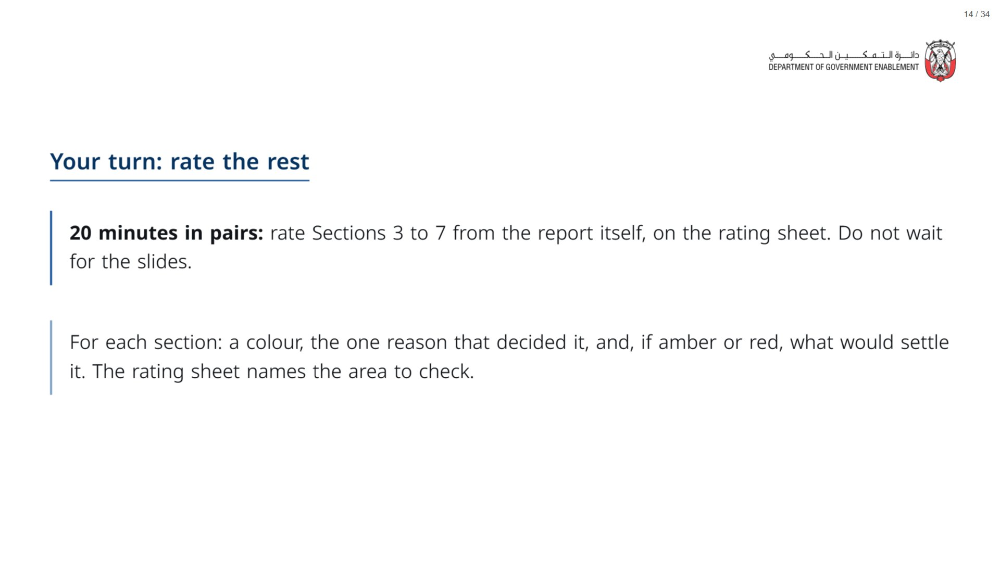 14 / 34
دائرة التمكين الحكومي
DEPARTMENT OF GOVERNMENT ENABLEMENT
Your turn: rate the rest
20 minutes in pairs: rate Sections 3 to 7 from the report itself, on the rating sheet. Do not wait
for the slides.
For each section: a colour, the one reason that decided it, and, if amber or red, what would settle
it. The rating sheet names the area to check.